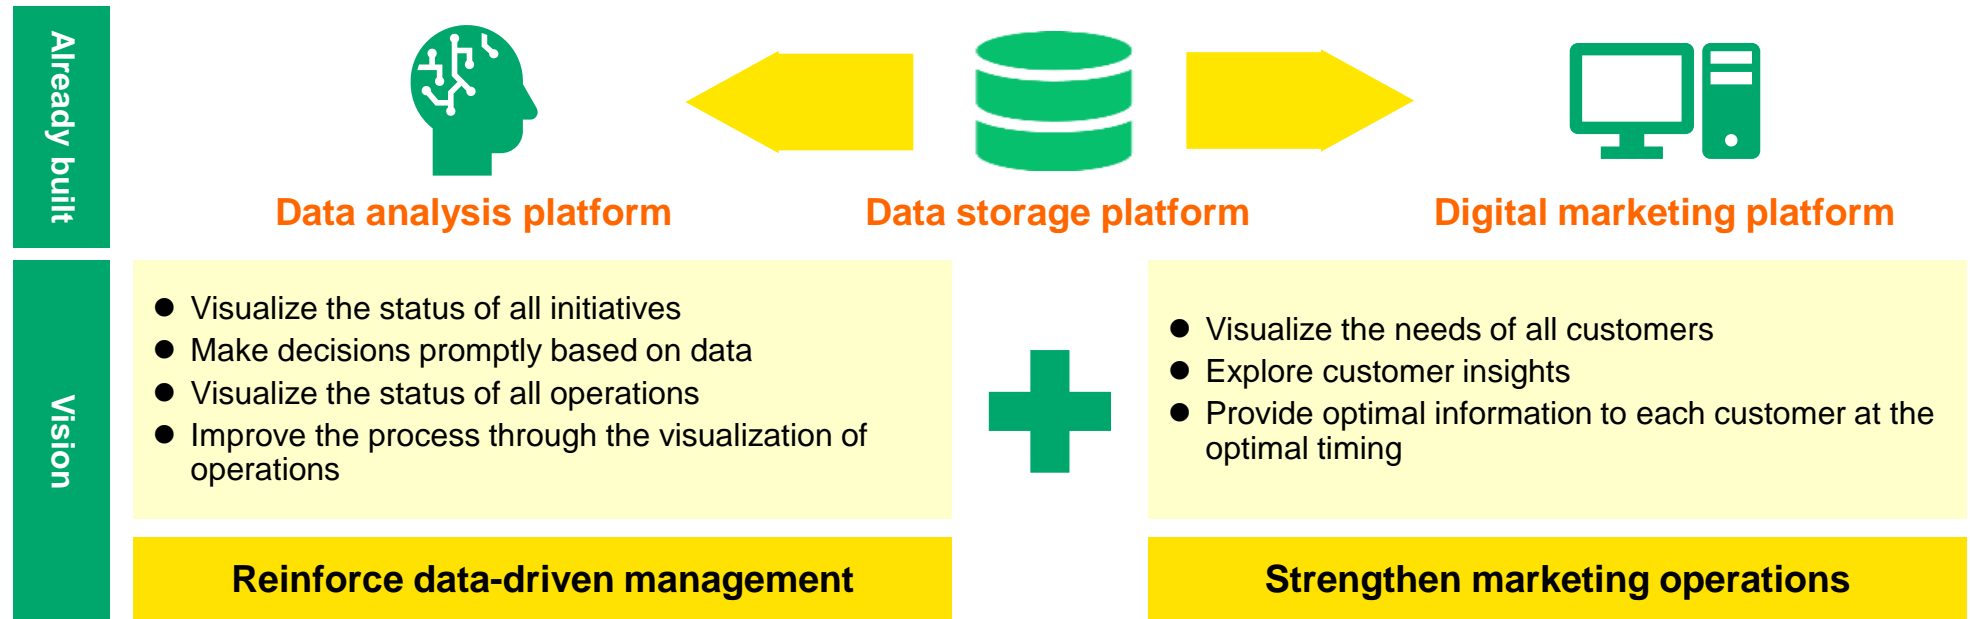 Already built
Data analysis platform
Data storage platform
Digital marketing platform
Vision
● Visualize the status of all initiatives
● Make decisions promptly based on data
● Visualize the status of all operations
● Improve the process through the visualization of
operations
Reinforce data-driven management
● Visualize the needs of all customers
● Explore customer insights
● Provide optimal information to each customer at the
optimal timing
Strengthen marketing operations